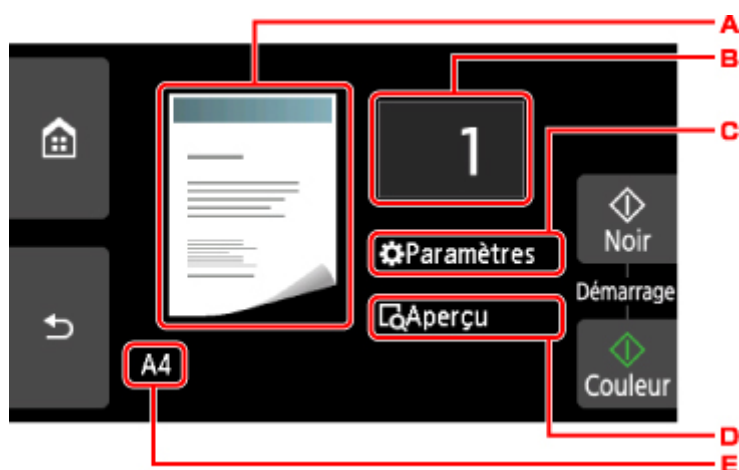 A
B
1
C
Paramètres
Noir
Démarrage
Aperçu
A4
Couleur
D
E